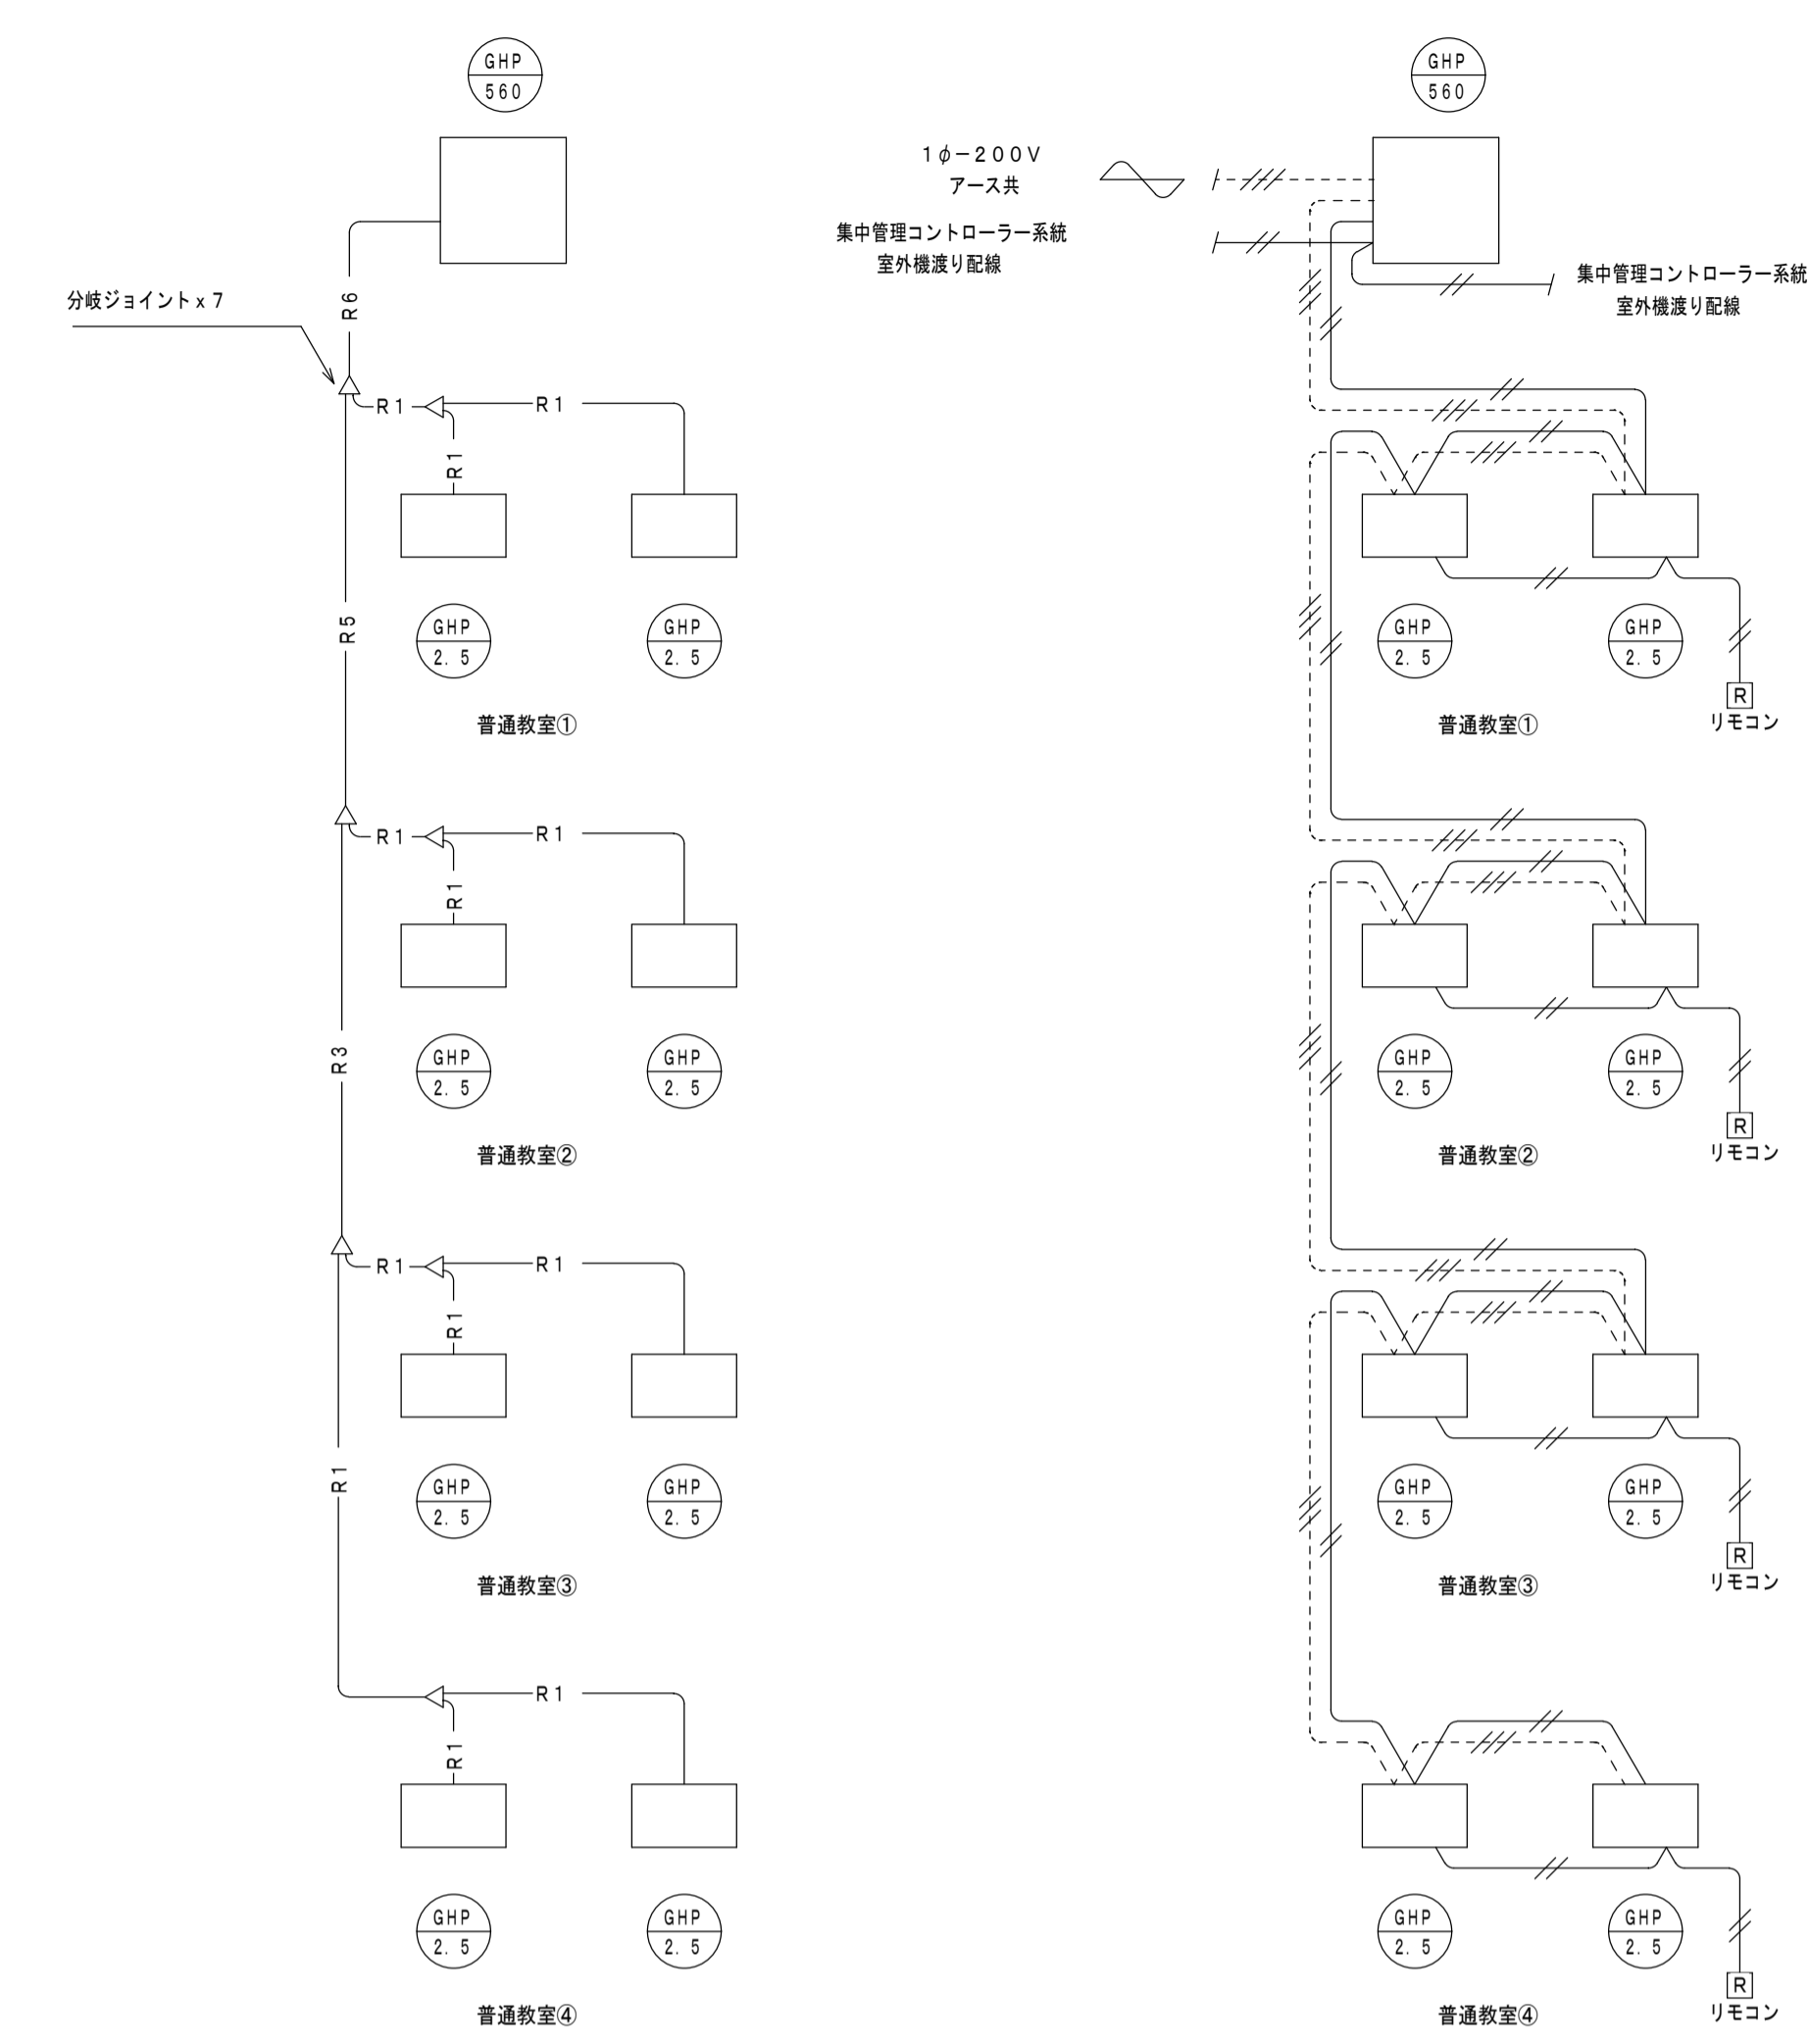 GHP
560
分岐ジョイントx7
R6
R1
R1
R1
R5
GHP
2.5
GHP
2.5
普通教室①
R1
R1
R1
R3
GHP
2.5
GHP
2.5
普通教室②
R1
R1
R1
R1
GHP
2.5
GHP
2.5
普通教室③
R1
R1
GHP
2.5
GHP
2.5
普通教室④
GHP
560
1φ−200V
アース共
集中管理コントローラー系統
室外機渡り配線
集中管理コントローラー系統
室外機渡り配線
GHP
2.5
GHP
2.5
R
リモコン
普通教室①
GHP
2.5
GHP
2.5
R
リモコン
普通教室②
GHP
2.5
GHP
2.5
R
リモコン
普通教室③
GHP
2.5
GHP
2.5
R
リモコン
普通教室④